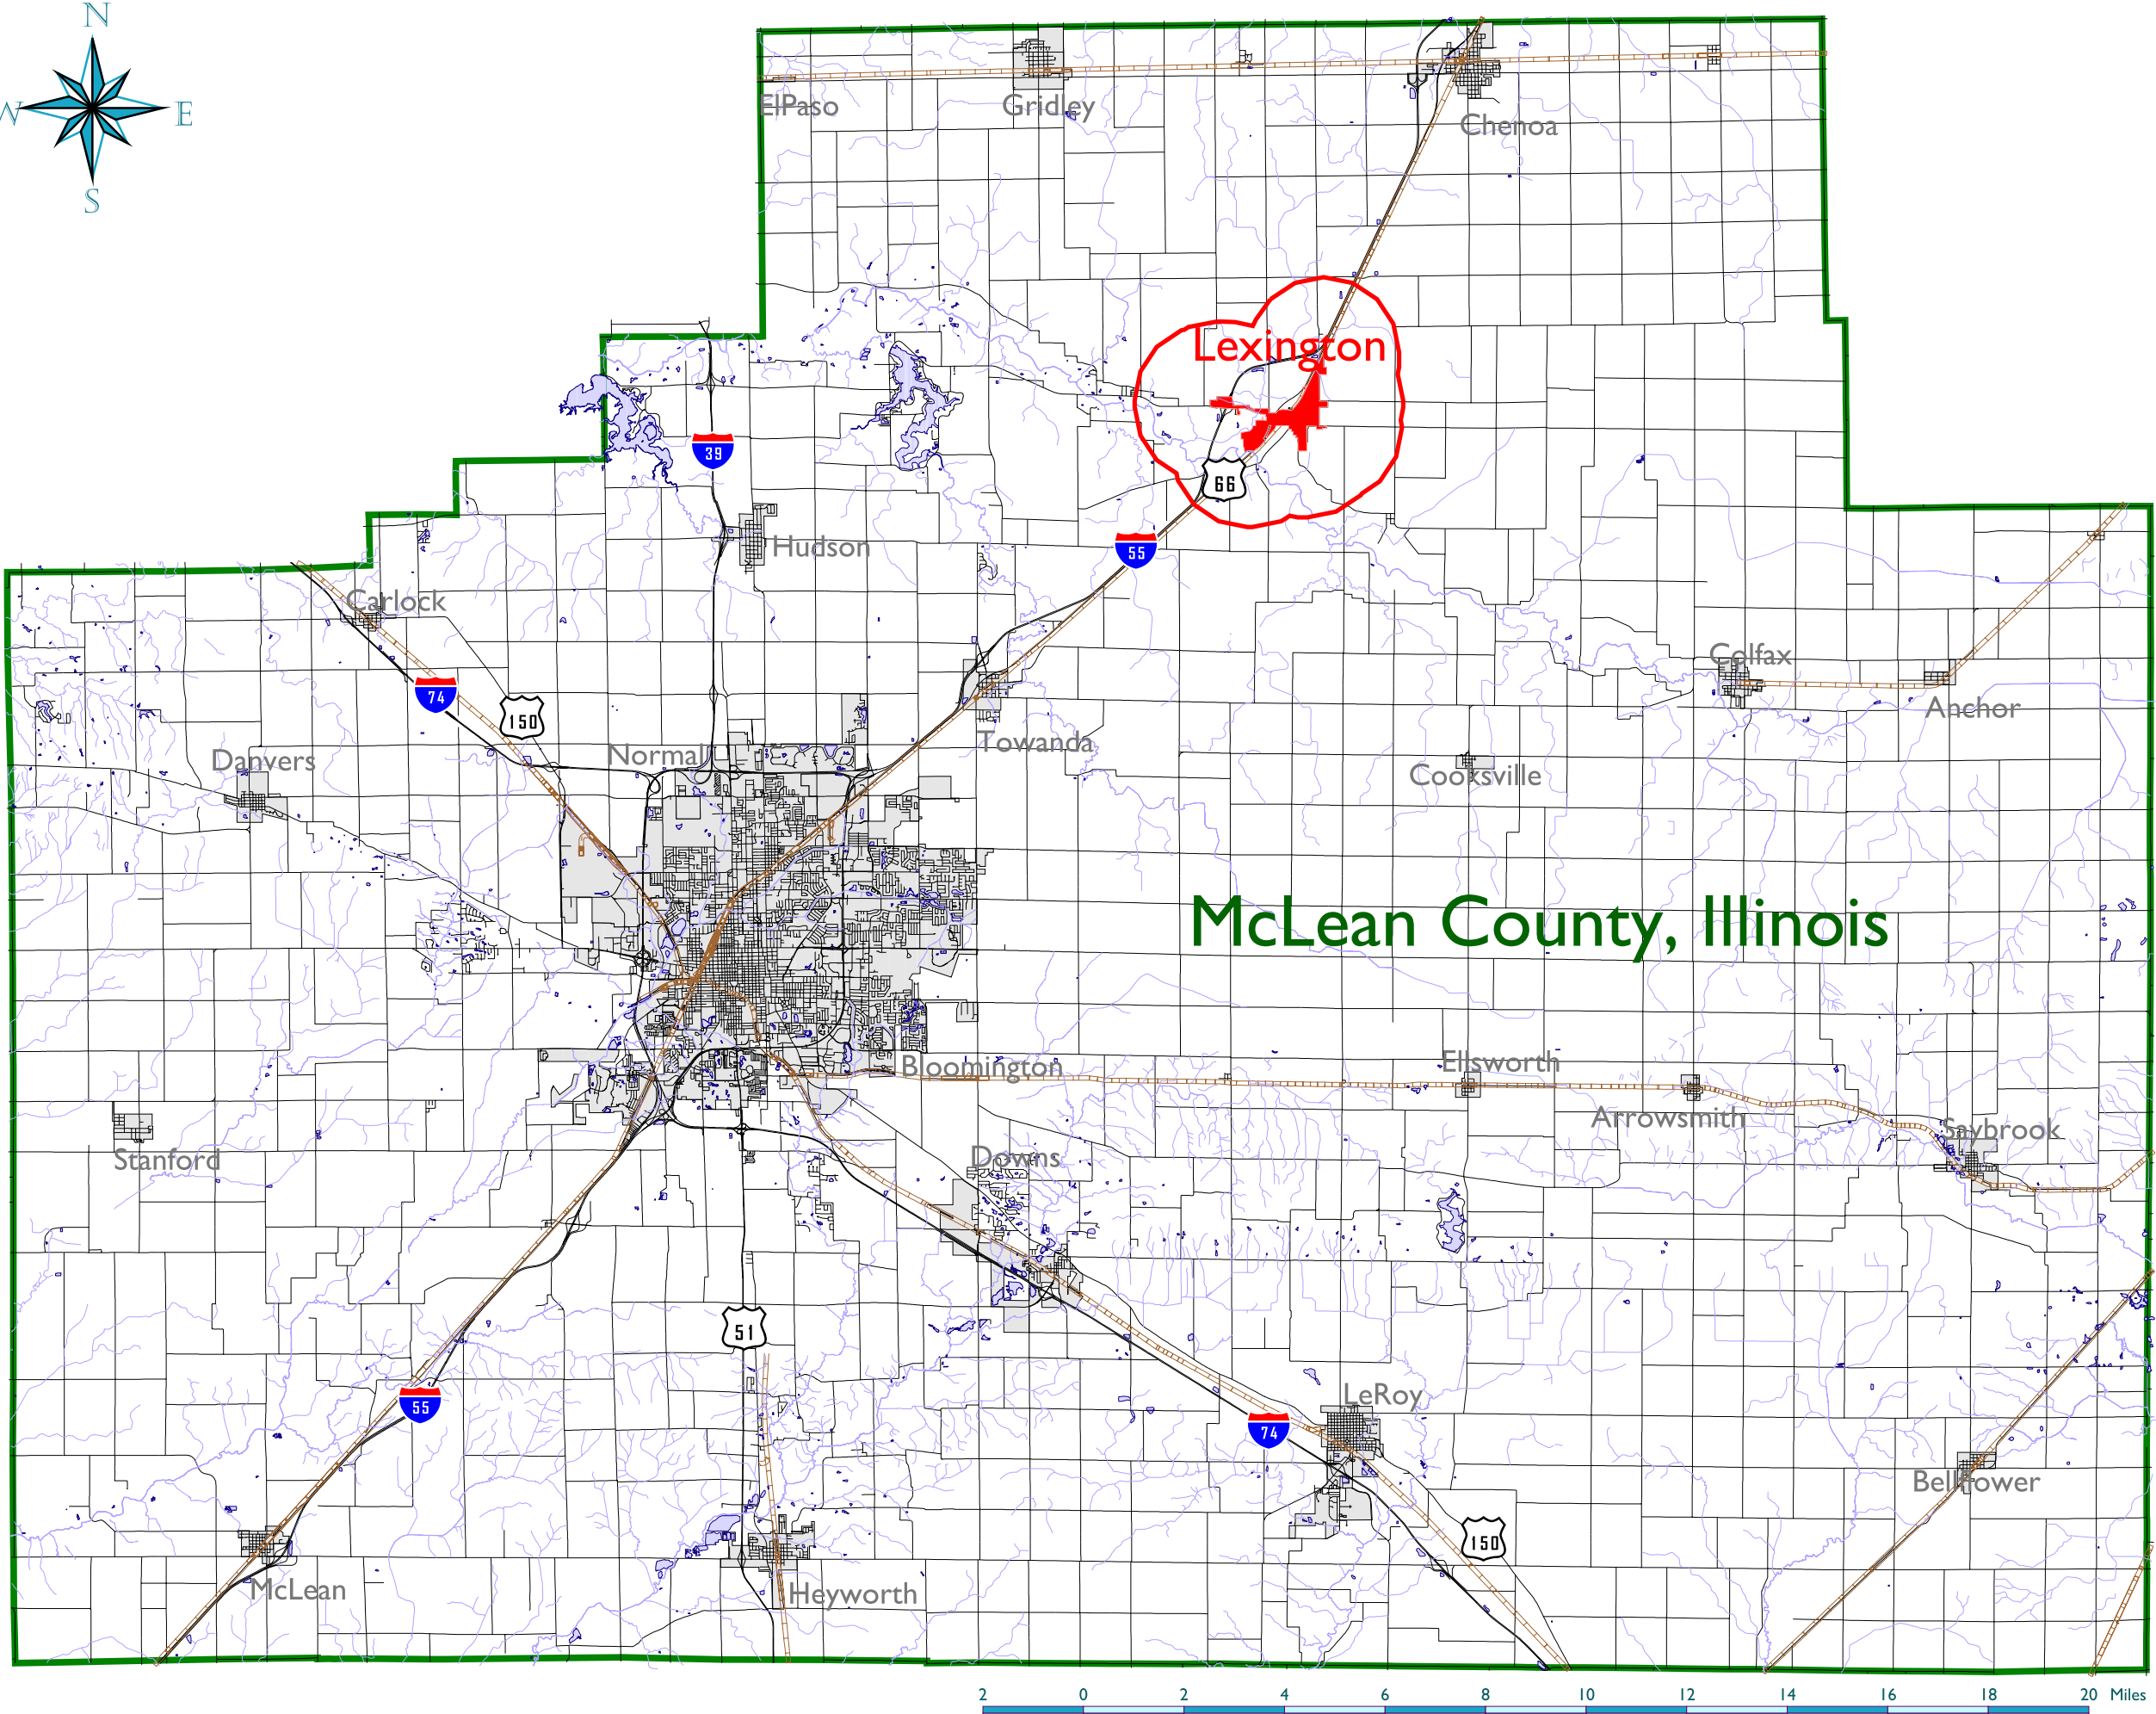 N
W
E
S
ElPaso
Gridley
Chenoa
Lexington
39
66
Hudson
55
Carlock
74
150
Colfax
Anchor
Normal
Towanda
Danvers
Cooksville
McLean County, Illinois
Bloomington
Ellsworth
Arrowsmith
Saybrook
Stanford
Downs
51
55
LeRoy
74
Bellflower
150
McLean
Heyworth
2 0 2 4 6 8 10 12 14 16 18 20 Miles